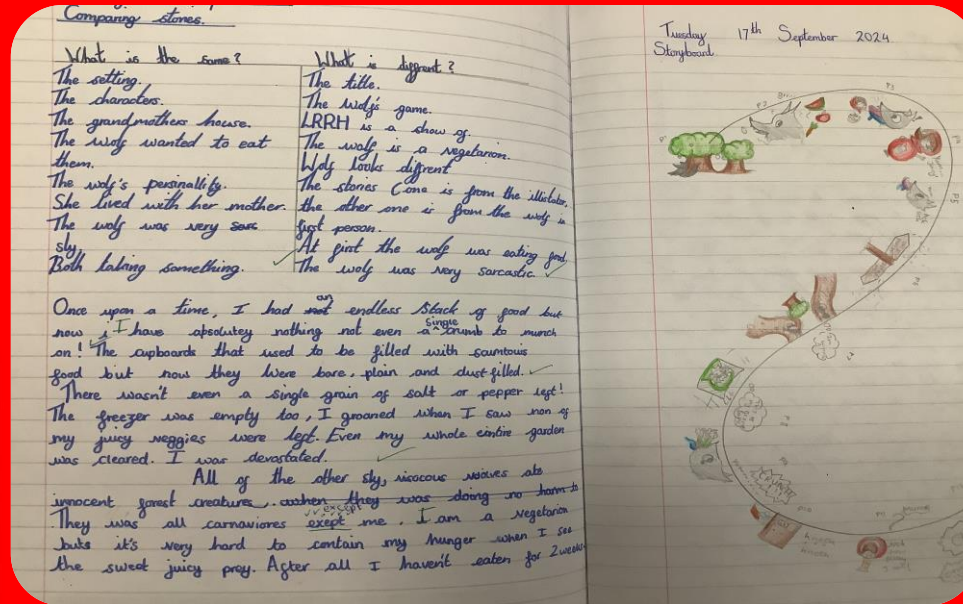 Comparing stories.
What is the same?
The setting.
The characters.
The grandmothers house.
The wolf wanted to eat
them.
The wolf's personallity.
She lived with her mother.
The wolf was very
sly.
Both taking something.
What is diffrent?
The title.
The wolf's game.
LRRH is a show of.
The wolf is a vegetarion.
Wolf looks diffrent
The stories (one is from the illistator,
the other one is from the wolf in
first person.
At first the wolf was eating food
The wolf was very sarcastic
Once upon a time, I had an endless stack of food but
now I have absolutey nothing not even a single crumb to munch
on! The cupboards that used to be filled with scumtouis
food but now they were bare, plain and dust filled.
There wasn't even a single grain of salt or pepper left!
The freezer was empty too, I groaned when I saw non of
my juicy veggies were left. Even my whole entire garden
was cleared. I was devastated.
All of the other sly, wolves ate
innocent forest creatures. when they was doing no harm to
They was all carnaviores exept except me. I am a vegetarion
but it's very hard to contain my hunger when I see
the sweet juicy prey. After all I haven't eaten for 2 weeks
Tuesday 17th September 2024
Storyboard
P2
P3
P5